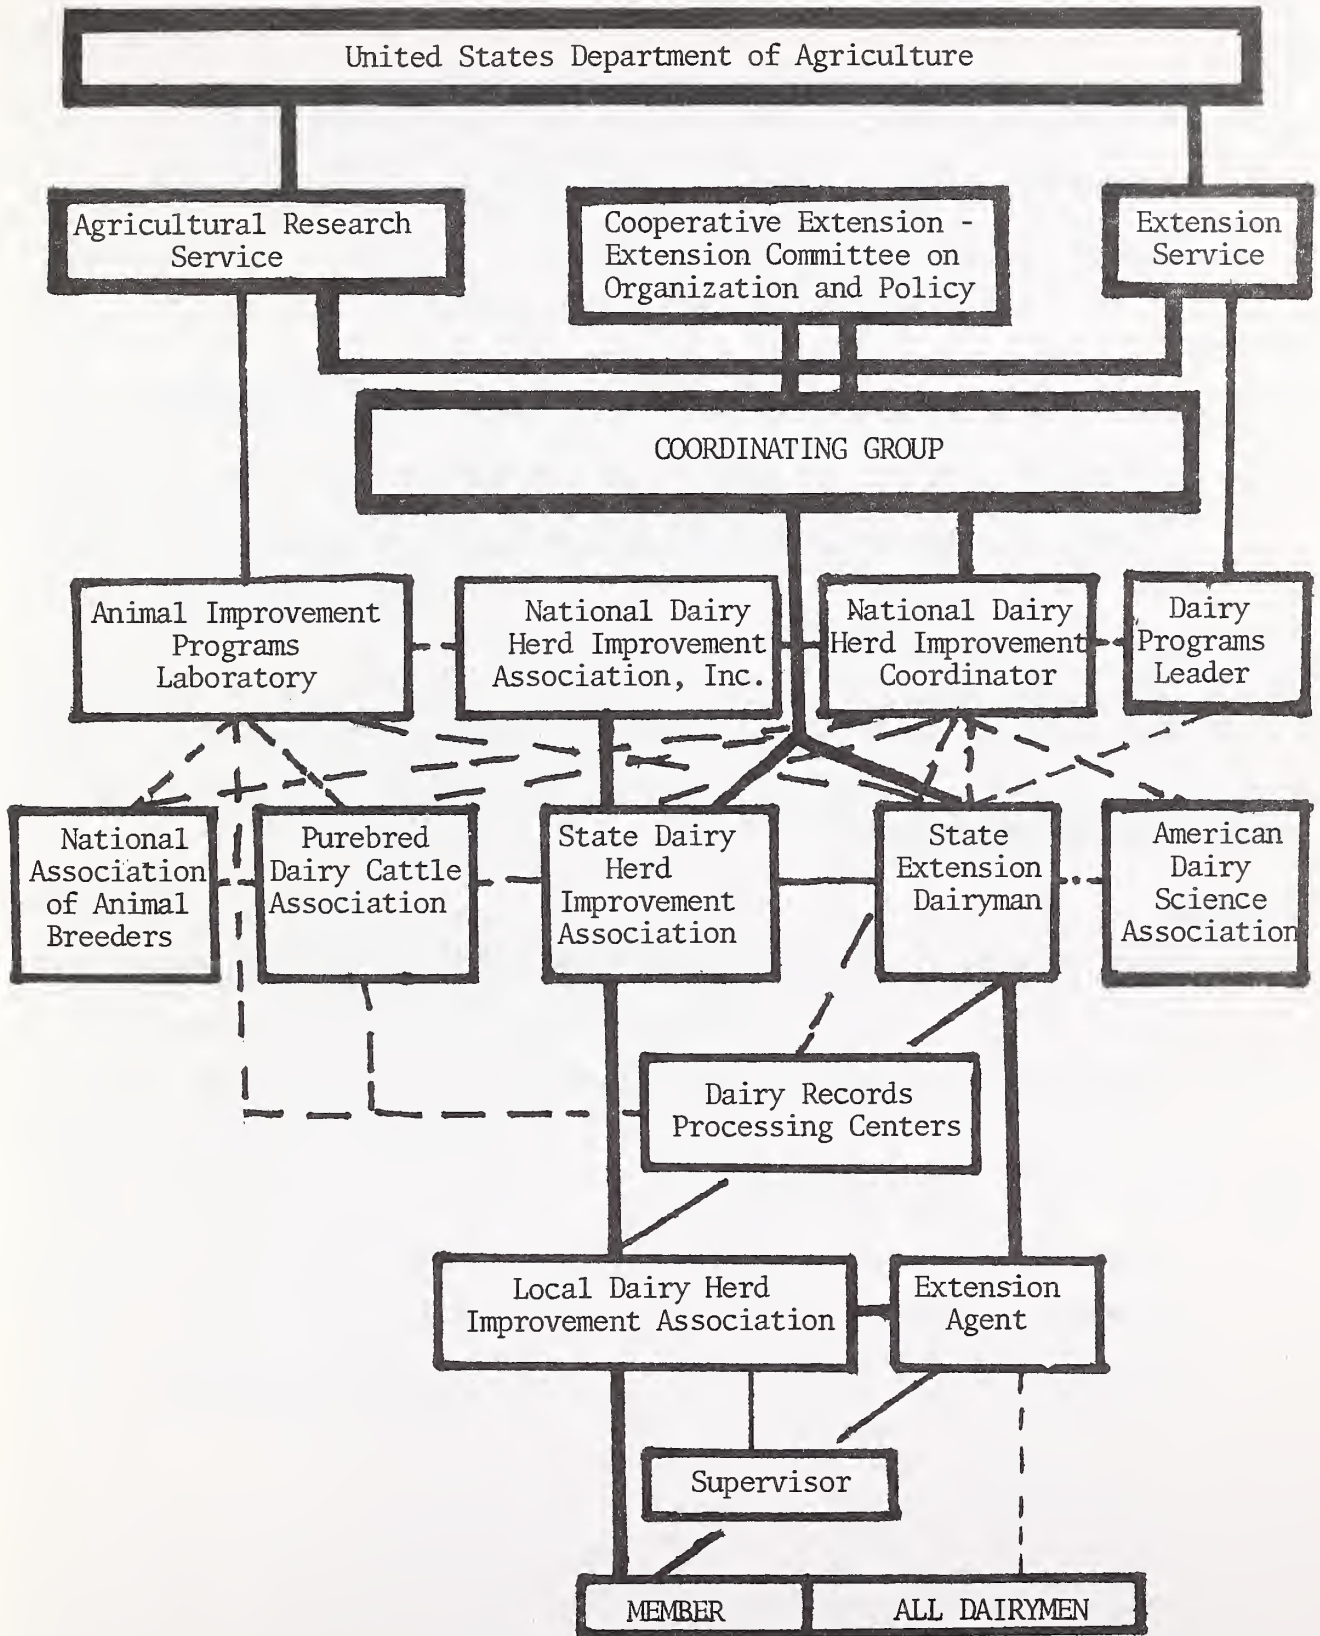 United States Department of Agriculture
Agricultural Research
Service
Cooperative Extension -
Extension Committee on
Organization and Policy
Extension
Service
COORDINATING GROUP
Animal Improvement
Programs
Laboratory
National Dairy
Herd Improvement
Association, Inc.
National Dairy
Herd Improvement
Coordinator
Dairy
Programs
Leader
National
Association
of Animal
Breeders
Purebred
Dairy Cattle
Association
State Dairy
Herd
Improvement
Association
State
Extension
Dairyman
American
Dairy
Science
Association
Dairy Records
Processing Centers
Local Dairy Herd
Improvement Association
Extension
Agent
Supervisor
MEMBER
ALL DAIRYMEN